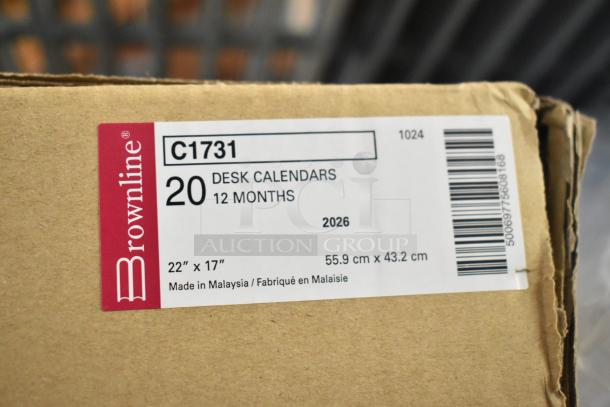 Brownline®
C1731
1024
20 DESK CALENDARS
12 MONTHS
2026
PCi
AUCTION GROUP
22" x 17"
55.9 cm x 43.2 cm
Made in Malaysia / Fabriqué en Malaisie
50069775608168